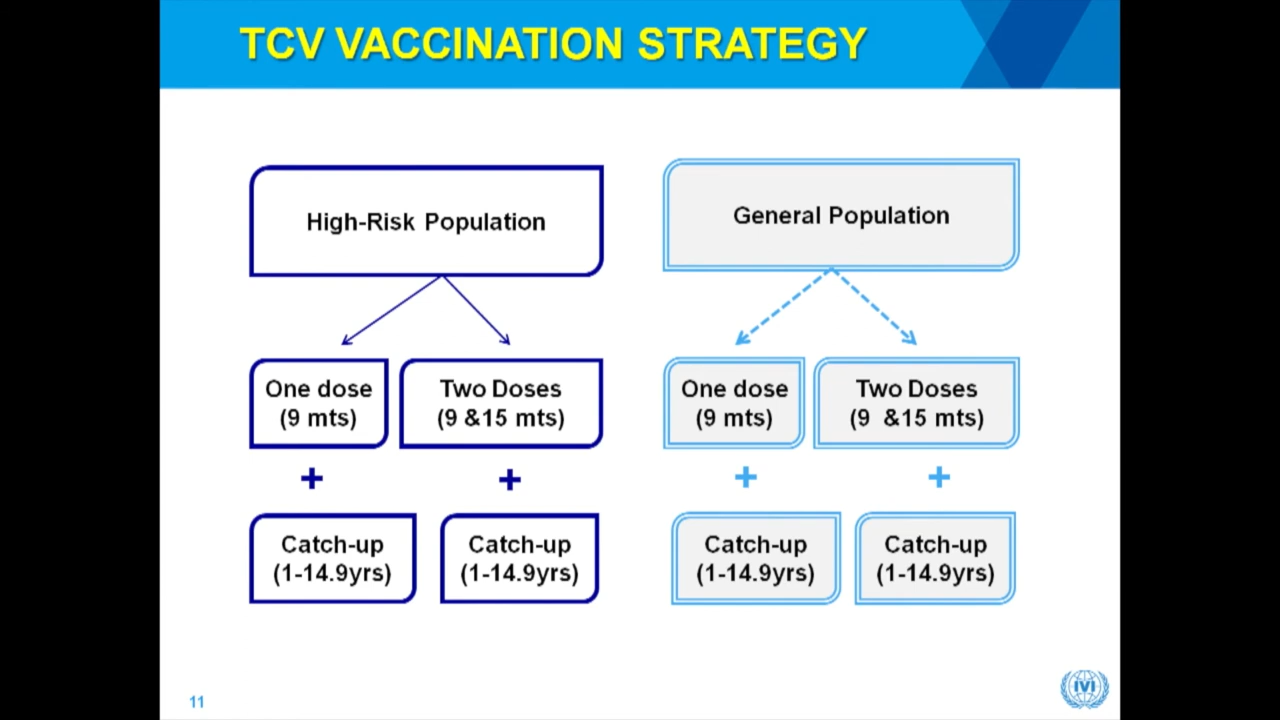 TCV VACCINATION STRATEGY
High-Risk Population
General Population
One dose
(9 mts)
Two Doses
(9 &15 mts)
One dose
(9 mts)
Two Doses
(9 &15 mts)
+
+
+
+
Catch-up
(1-14.9yrs)
Catch-up
(1-14.9yrs)
Catch-up
(1-14.9yrs)
Catch-up
(1-14.9yrs)
11
IVI